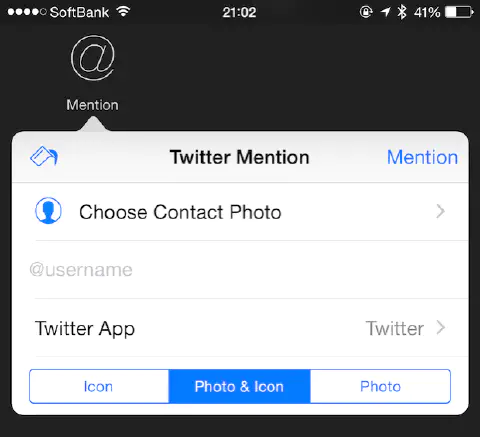 SoftBank 21:02 41%
@
Mention
Twitter Mention Mention
Choose Contact Photo
@username
Twitter App Twitter
Icon Photo & Icon Photo